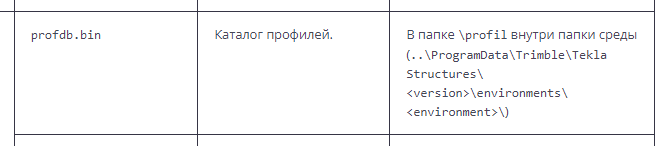 profdb.bin
Каталог профилей.
В папке \profil внутри папки среды
(..\ProgramData\Trimble\Tekla
Structures\
<version>\environments\
<environment>\)